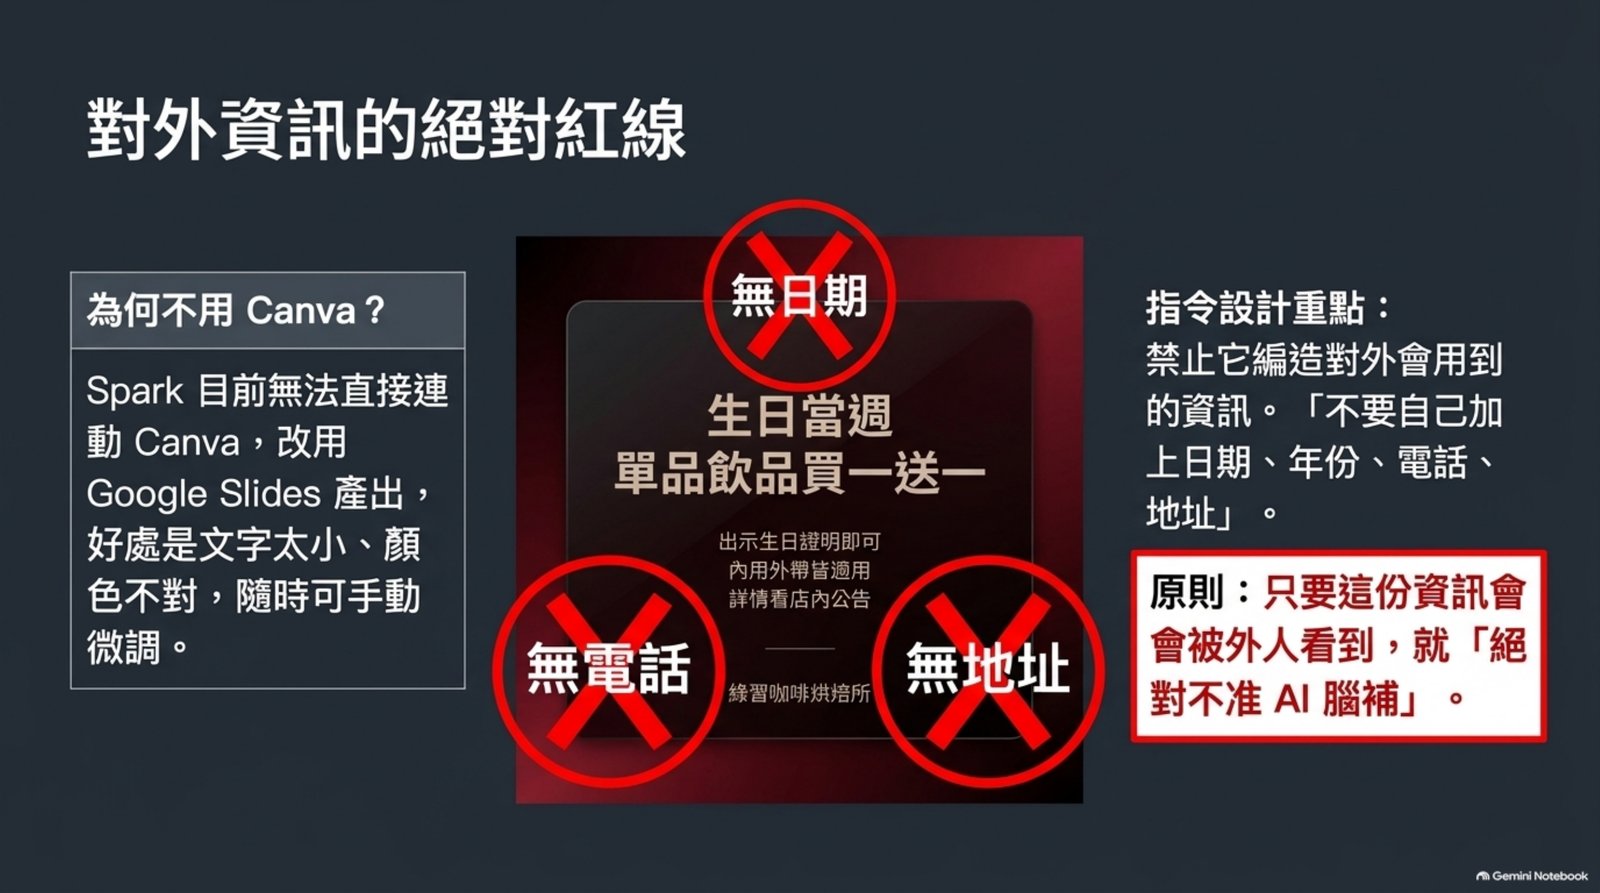 對外資訊的絕對紅線
為何不用 Canva？
Spark 目前無法直接連
動 Canva，改用
Google Slides 產出，
好處是文字太小、顏
色不對，隨時可手動
微調。
無日期
生日當週
單品飲品買一送一
出示生日證明即可
內用外帶皆適用
詳情看店內公告
無電話
綠習咖啡烘焙所
無地址
指令設計重點：
禁止它編造對外會用到
的資訊。「不要自己加
上日期、年份、電話、
地址」。
原則：只要這份資訊會
會被外人看到，就「絕
對不准 AI 腦補」。
Gemini Notebook